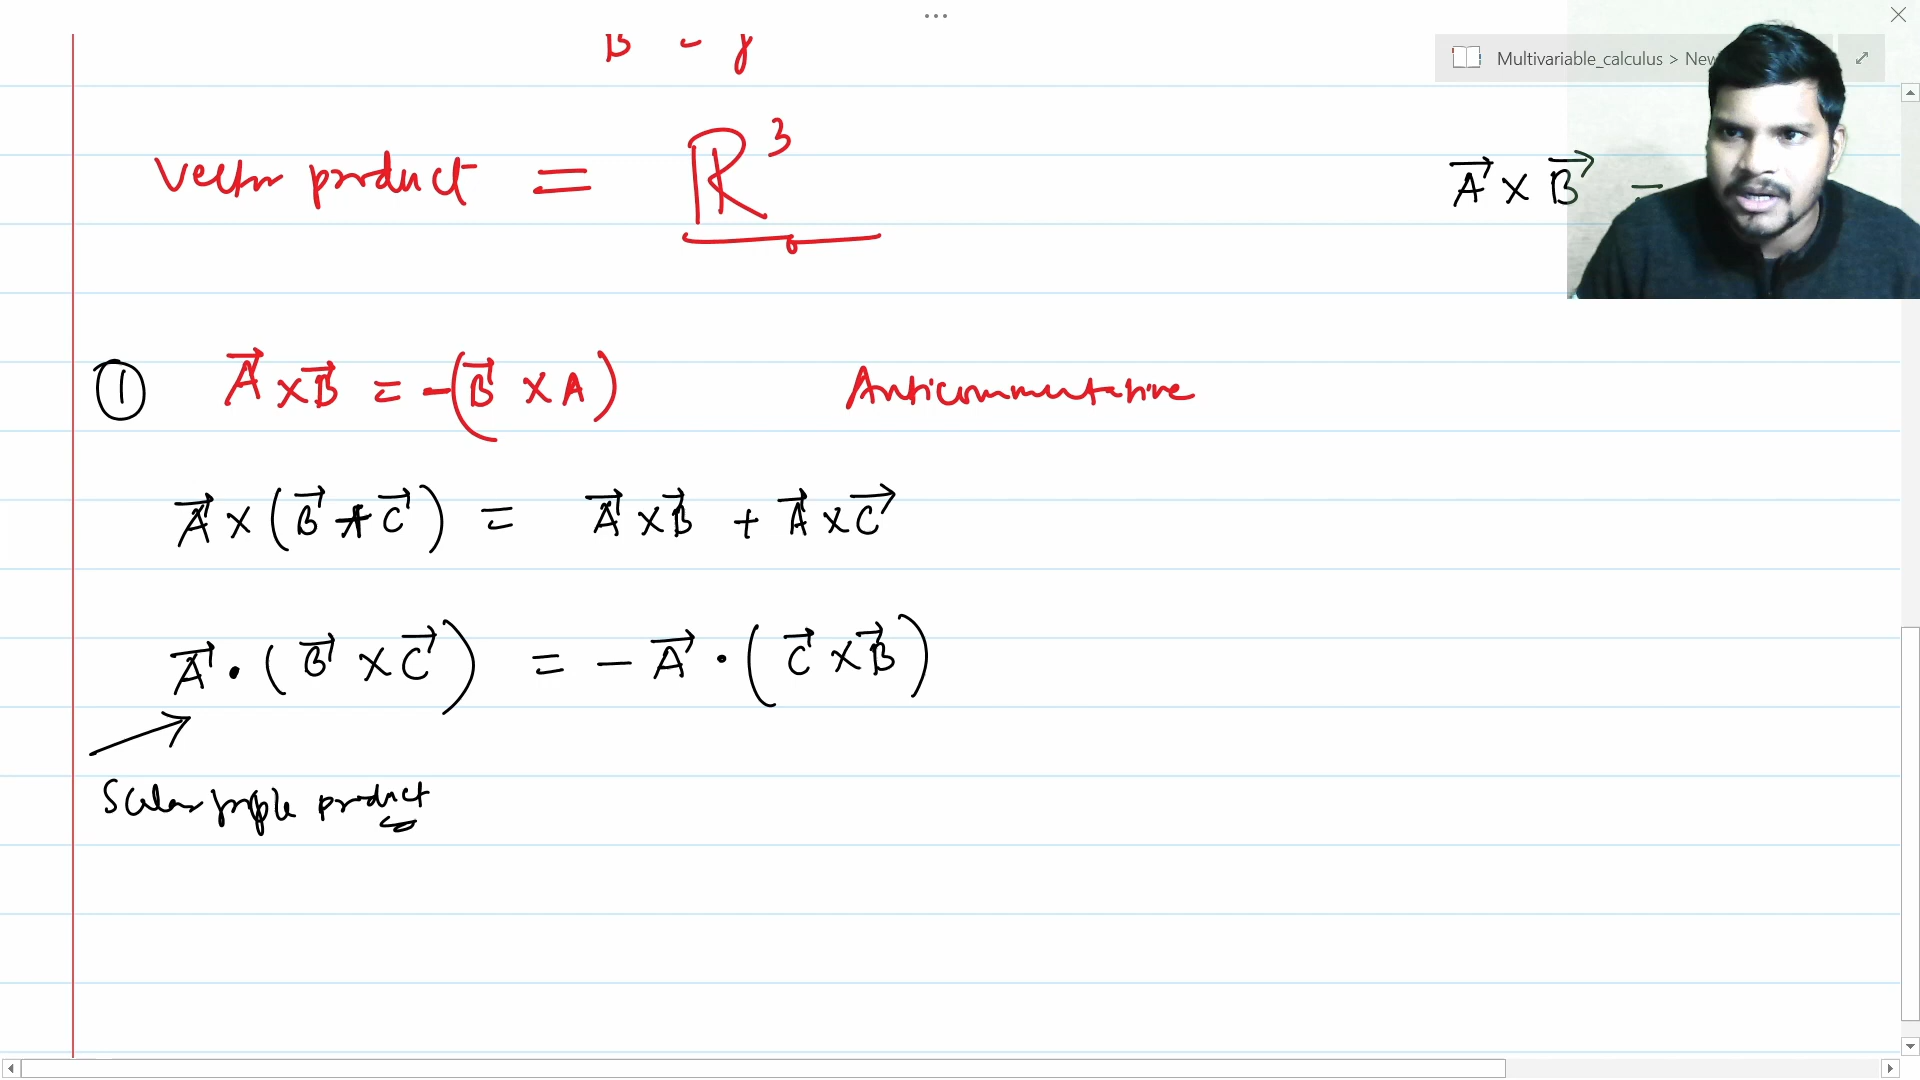 B - y
Multivariable_calculus > New
Vector product = ℝ³
A⃗ × B⃗ =
① A⃗ × B⃗ = -(B⃗ × A) Anticommutative
A⃗ × (B⃗ + C⃗) = A⃗ × B⃗ + A⃗ × C⃗
A⃗ · (B⃗ × C⃗) = - A⃗ · (C⃗ × B⃗)
Scalar triple product